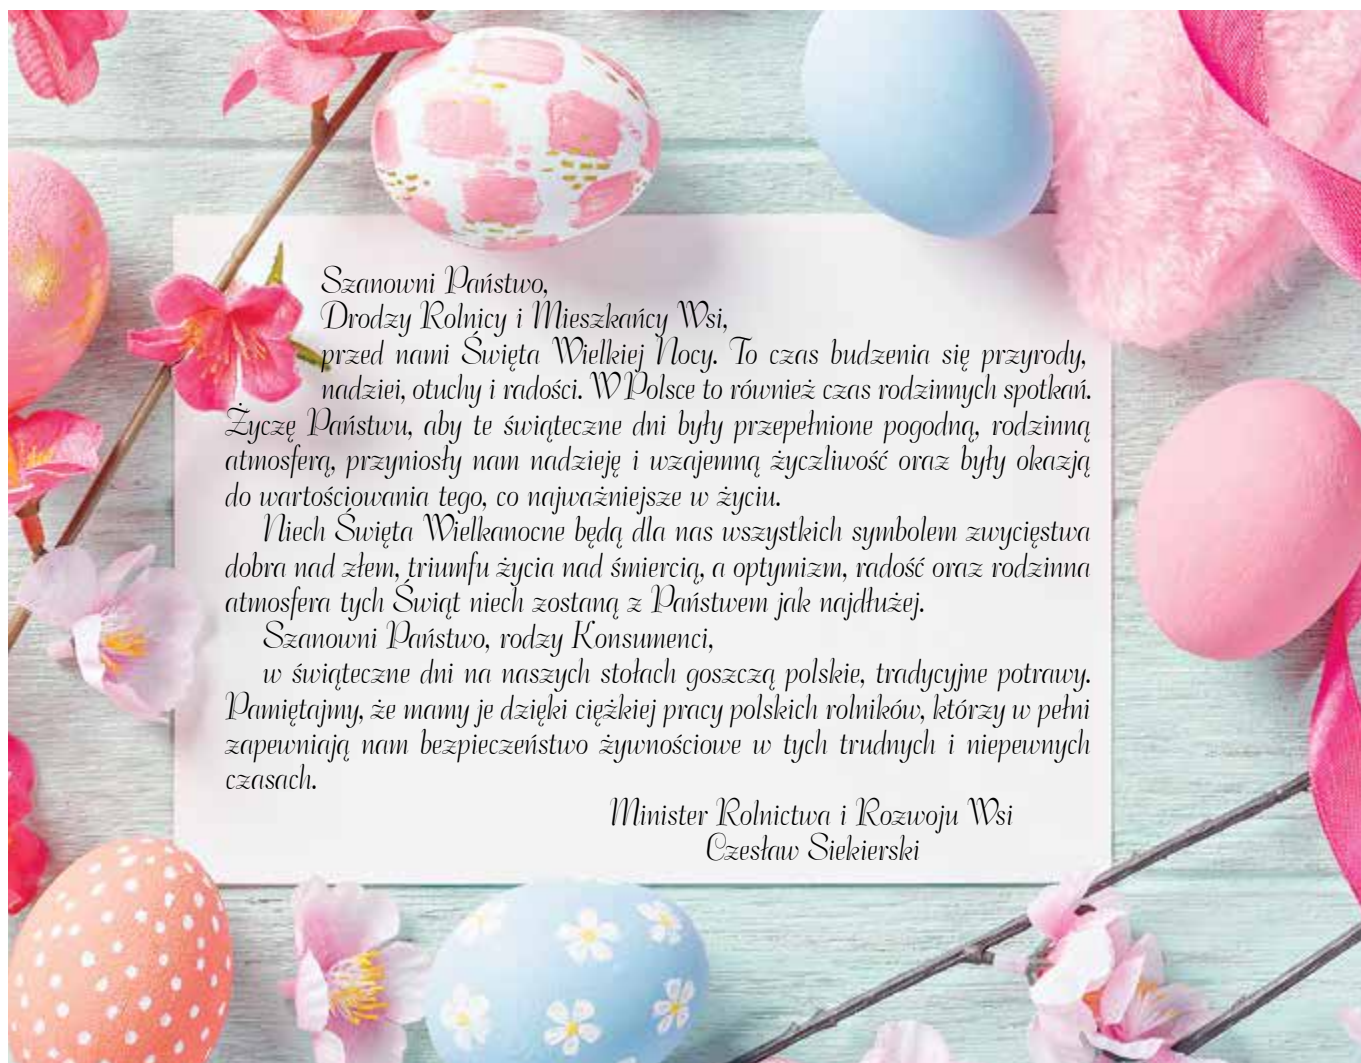 Szanowni Państwo,
Drodzy Rolnicy i Mieszkańcy Wsi,
przed nami Święta Wielkiej Nocy. To czas budzenia się przyrody,
nadziei, otuchy i radości. W Polsce to również czas rodzinnych spotkań.
Życzę Państwu, aby te świąteczne dni były przepełnione pogodną, rodzinną
atmosferą, przyniosły nam nadzieję i wzajemną życzliwość oraz były okazją
do wartościowania tego, co najważniejsze w życiu.
Niech Święta Wielkanocne będą dla nas wszystkich symbolem zwycięstwa
dobra nad złem, triumfu życia nad śmiercią, a optymizm, radość oraz rodzinna
atmosfera tych Świąt niech zostaną z Państwem jak najdłużej.
Szanowni Państwo, rodzy Konsumenci,
w świąteczne dni na naszych stołach goszczą polskie, tradycyjne potrawy.
Pamiętajmy, że mamy je dzięki ciężkiej pracy polskich rolników, którzy w pełni
zapewniają nam bezpieczeństwo żywnościowe w tych trudnych i niepewnych
czasach.
Minister Rolnictwa i Rozwoju Wsi
Czesław Siekierski